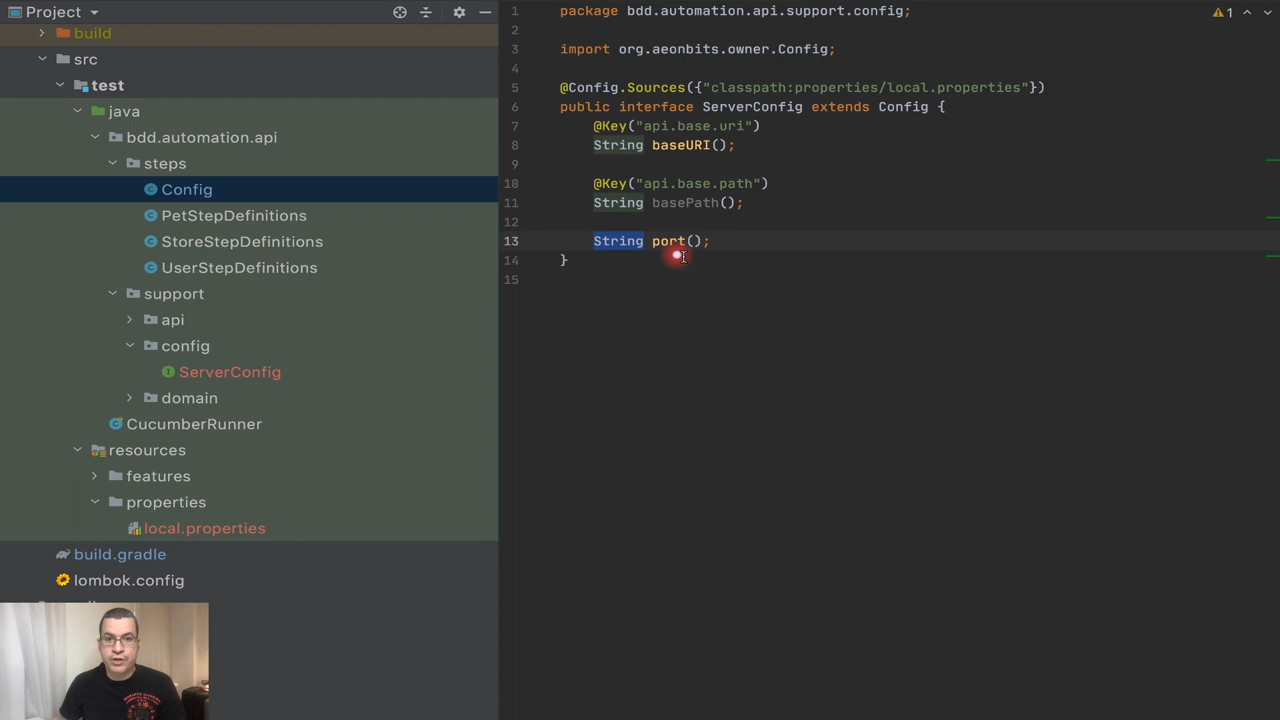 Project
build
src
test
java
bdd.automation.api
steps
Config
PetStepDefinitions
StoreStepDefinitions
UserStepDefinitions
support
api
config
ServerConfig
domain
CucumberRunner
resources
features
properties
local.properties
build.gradle
lombok.config
1 package bdd.automation.api.support.config;
2
3 import org.aeonbits.owner.Config;
4
5 @Config.Sources({"classpath:properties/local.properties"})
6 public interface ServerConfig extends Config {
7 @Key("api.base.uri")
8 String baseURI();
9
10 @Key("api.base.path")
11 String basePath();
12
13 String port();
14 }
15
1